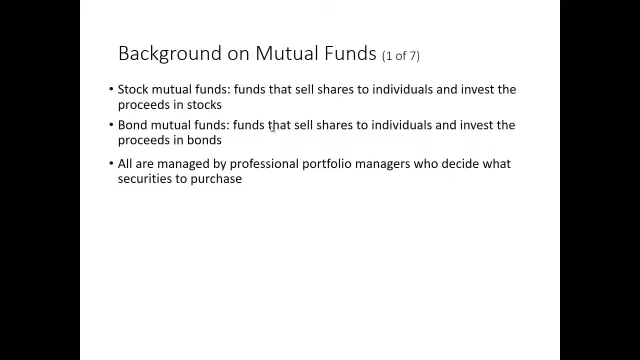 Background on Mutual Funds (1 of 7)
• Stock mutual funds: funds that sell shares to individuals and invest the
proceeds in stocks
• Bond mutual funds: funds that sell shares to individuals and invest the
proceeds in bonds
• All are managed by professional portfolio managers who decide what
securities to purchase